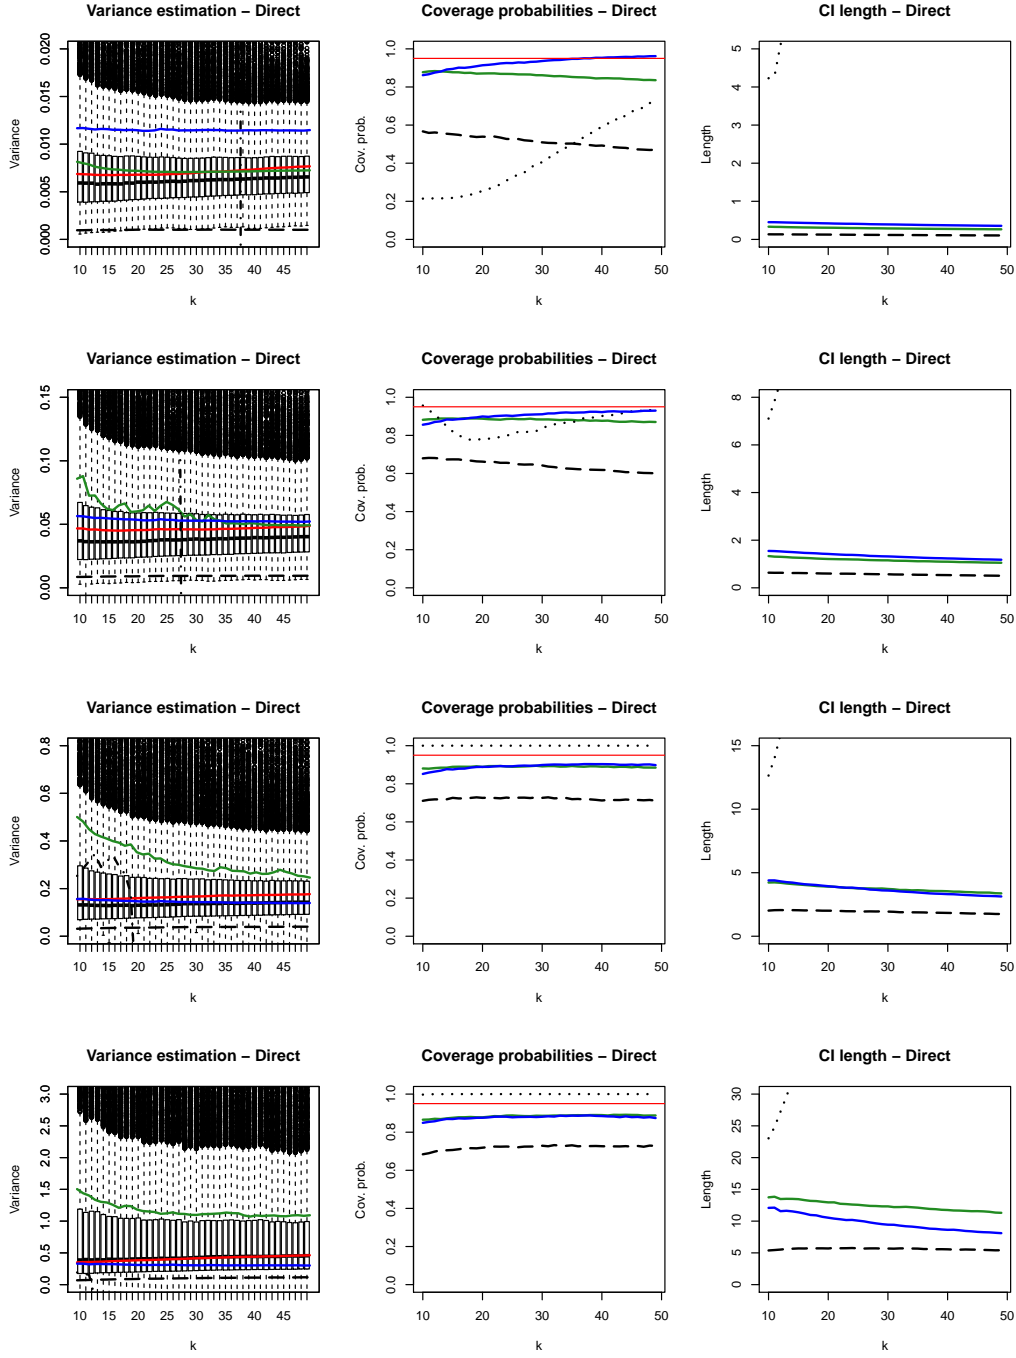 Variance estimation − Direct
Coverage probabilities − Direct
CI length − Direct
Variance
0.000 0.005 0.010 0.015 0.020
10 15 20 25 30 35 40 45
k
Cov. prob.
0.0 0.2 0.4 0.6 0.8 1.0
10 20 30 40 50
k
Length
0 1 2 3 4 5
10 20 30 40 50
k
Variance estimation − Direct
Coverage probabilities − Direct
CI length − Direct
Variance
0.00 0.05 0.10 0.15
10 15 20 25 30 35 40 45
k
Cov. prob.
0.0 0.2 0.4 0.6 0.8 1.0
10 20 30 40 50
k
Length
0 2 4 6 8
10 20 30 40 50
k
Variance estimation − Direct
Coverage probabilities − Direct
CI length − Direct
Variance
0.0 0.2 0.4 0.6 0.8
10 15 20 25 30 35 40 45
k
Cov. prob.
0.0 0.2 0.4 0.6 0.8 1.0
10 20 30 40 50
k
Length
0 5 10 15
10 20 30 40 50
k
Variance estimation − Direct
Coverage probabilities − Direct
CI length − Direct
Variance
0.0 0.5 1.0 1.5 2.0 2.5 3.0
10 15 20 25 30 35 40 45
k
Cov. prob.
0.0 0.2 0.4 0.6 0.8 1.0
10 20 30 40 50
k
Length
0 5 10 15 20 25 30
10 20 30 40 50
k